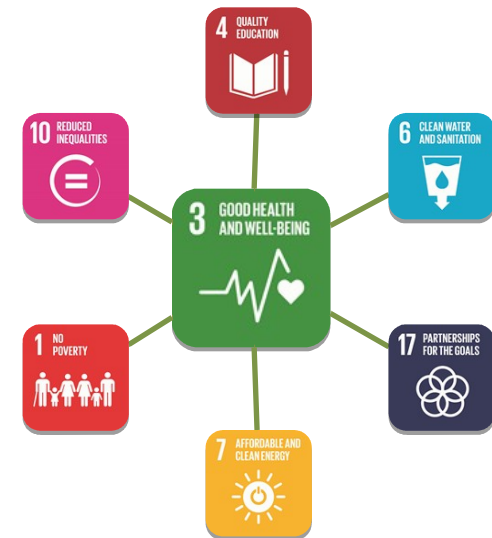 4 QUALITY
EDUCATION
10 REDUCED
INEQUALITIES
6 CLEAN WATER
AND SANITATION
3 GOOD HEALTH
AND WELL-BEING
1 NO
POVERTY
17 PARTNERSHIPS
FOR THE GOALS
7 AFFORDABLE AND
CLEAN ENERGY